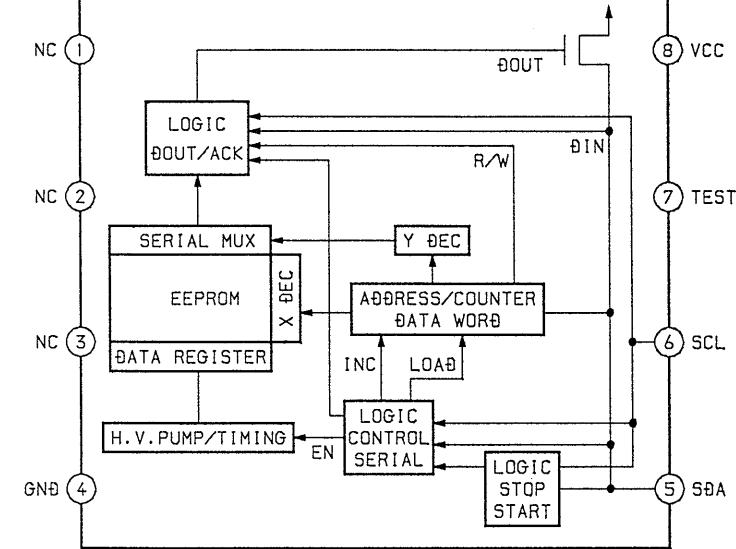 NC 1
8 VCC
DOUT
LOGIC
DOUT/ACK
DIN
R/W
NC 2
7 TEST
SERIAL MUX
Y DEC
EEPROM
X DEC
ADDRESS/COUNTER
DATA WORD
NC 3
6 SCL
DATA REGISTER
INC
LOAD
LOGIC
CONTROL
SERIAL
H.V.PUMP/TIMING
EN
LOGIC
STOP
START
GND 4
5 SDA